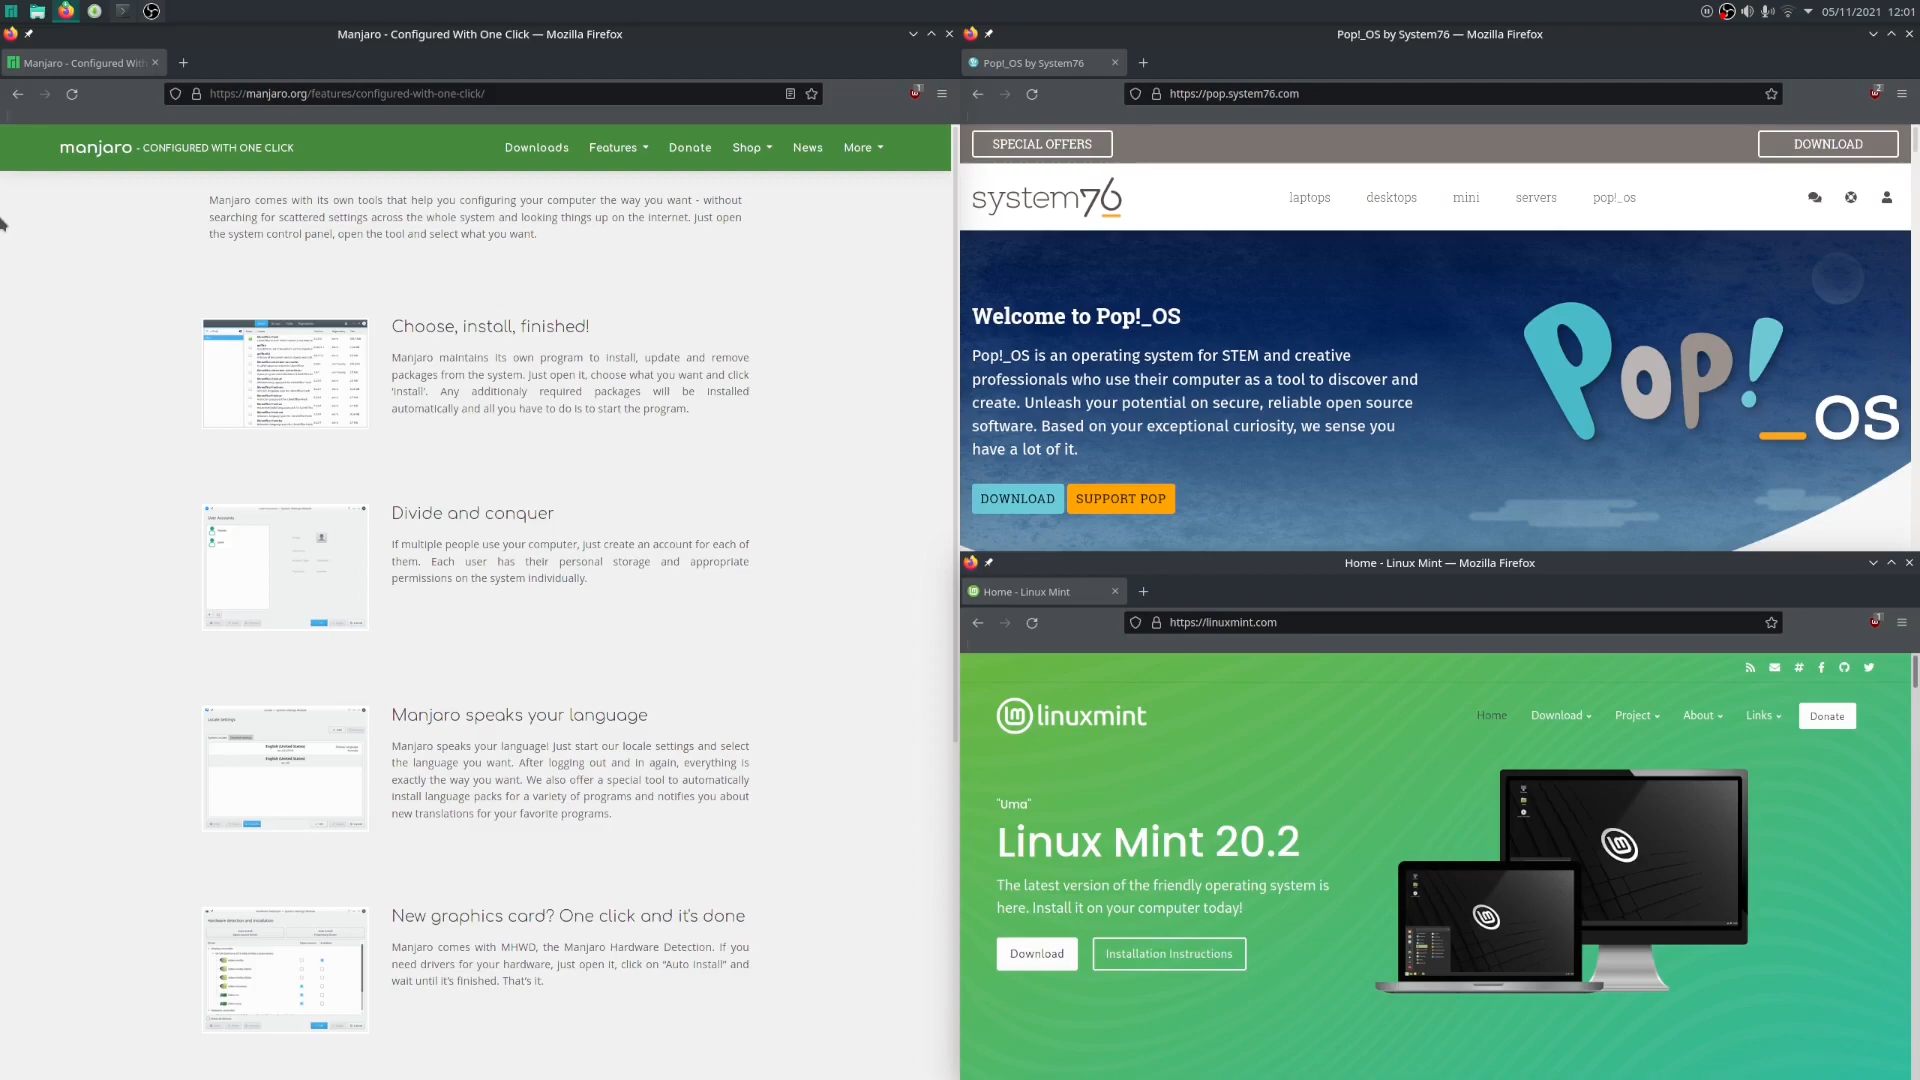 05/11/2021 12:01
Manjaro - Configured With One Click — Mozilla Firefox
Manjaro - Configured With
https://manjaro.org/features/configured-with-one-click/
1
manjaro - CONFIGURED WITH ONE CLICK
Downloads Features Donate Shop News More
Manjaro comes with its own tools that help you configuring your computer the way you want - without
searching for scattered settings across the whole system and looking things up on the internet. Just open
the system control panel, open the tool and select what you want.
Choose, install, finished!
Manjaro maintains its own program to install, update and remove
packages from the system. Just open it, choose what you want and click
'install'. Any additionaly required packages will be installed
automatically and all you have to do is to start the program.
Divide and conquer
If multiple people use your computer, just create an account for each of
them. Each user has their personal storage and appropriate
permissions on the system individually.
Manjaro speaks your language
Manjaro speaks your language! Just start our locale settings and select
the language you want. After logging out and in again, everything is
exactly the way you want. We also offer a special tool to automatically
install language packs for a variety of programs and notifies you about
new translations for your favorite programs.
New graphics card? One click and it's done
Manjaro comes with MHWD, the Manjaro Hardware Detection. If you
need drivers for your hardware, just open it, click on “Auto Install” and
wait until it's finished. That's it.
Pop!_OS by System76 — Mozilla Firefox
Pop!_OS by System76
https://pop.system76.com
2
SPECIAL OFFERS
DOWNLOAD
system76
laptops desktops mini servers pop!_os
Welcome to Pop!_OS
Pop!_OS is an operating system for STEM and creative
professionals who use their computer as a tool to discover and
create. Unleash your potential on secure, reliable open source
software. Based on your exceptional curiosity, we sense you
have a lot of it.
DOWNLOAD SUPPORT POP
Pop!_OS
Home - Linux Mint — Mozilla Firefox
Home - Linux Mint
https://linuxmint.com
1
linuxmint
Home Download Project About Links Donate
"Uma"
Linux Mint 20.2
The latest version of the friendly operating system is
here. Install it on your computer today!
Download Installation Instructions